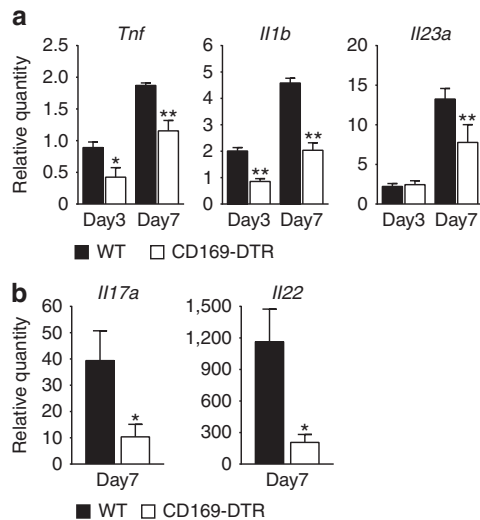 a
Tnf Il1b Il23a
Relative quantity
2.5 6 20
2.0 5 15
1.5 4 10
1.0 3 5
0.5 2 0
0 1
0
* ** ** ** **
Day3 Day7 Day3 Day7 Day3 Day7
WT CD169-DTR
b
Il17a Il22
Relative quantity
60 1,500
50 1,200
40 900
30 600
20 300
10 0
0
* *
Day7 Day7
WT CD169-DTR